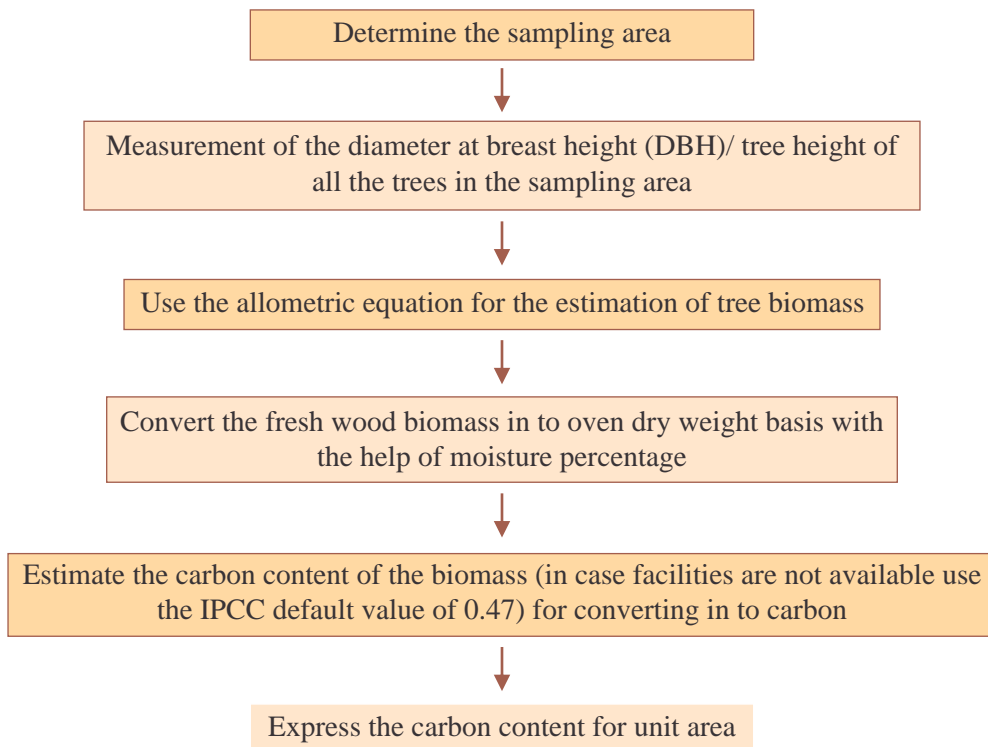 Determine the sampling area
Measurement of the diameter at breast height (DBH)/ tree height of
all the trees in the sampling area
Use the allometric equation for the estimation of tree biomass
Convert the fresh wood biomass in to oven dry weight basis with
the help of moisture percentage
Estimate the carbon content of the biomass (in case facilities are not available use
the IPCC default value of 0.47) for converting in to carbon
Express the carbon content for unit area